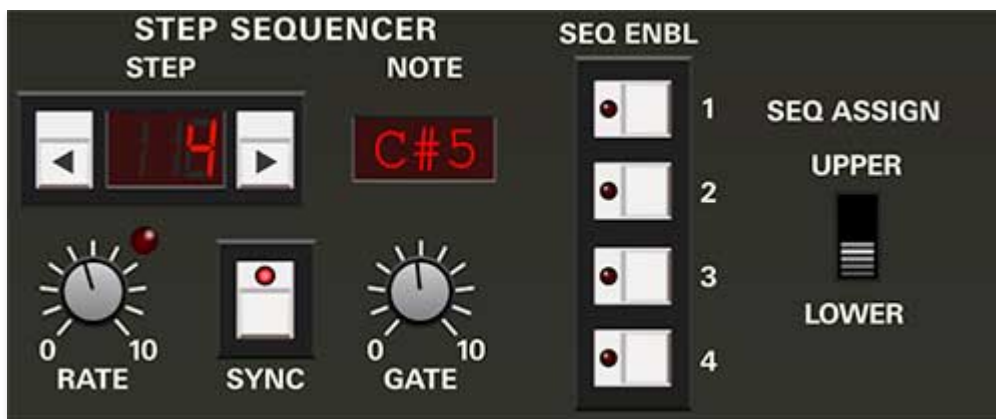 STEP SEQUENCER
STEP
NOTE
4
C#5
0
10
RATE
SYNC
0
10
GATE
SEQ ENBL
1
2
3
4
SEQ ASSIGN
UPPER
LOWER